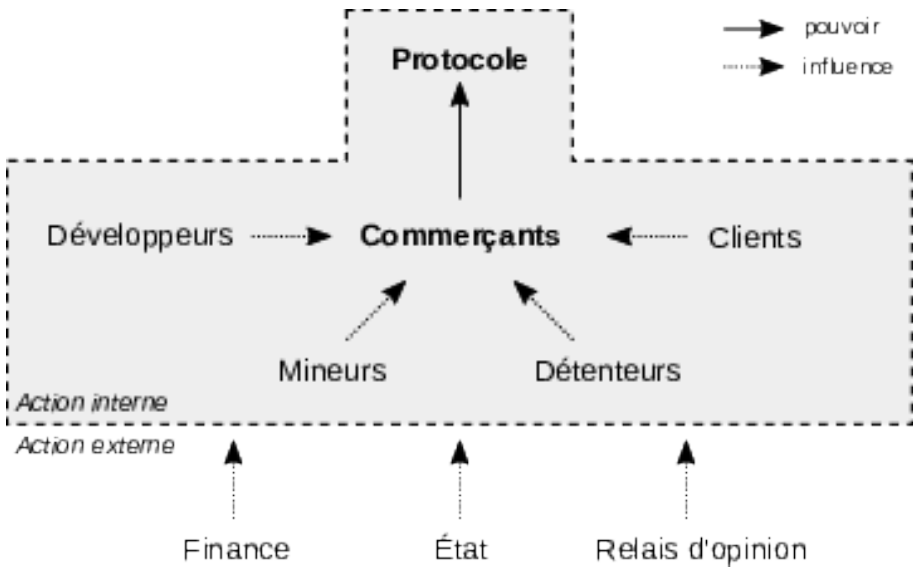 Protocole
pouvoir
influence
Développeurs
Commerçants
Clients
Mineurs
Détenteurs
Action interne
Action externe
Finance
État
Relais d'opinion